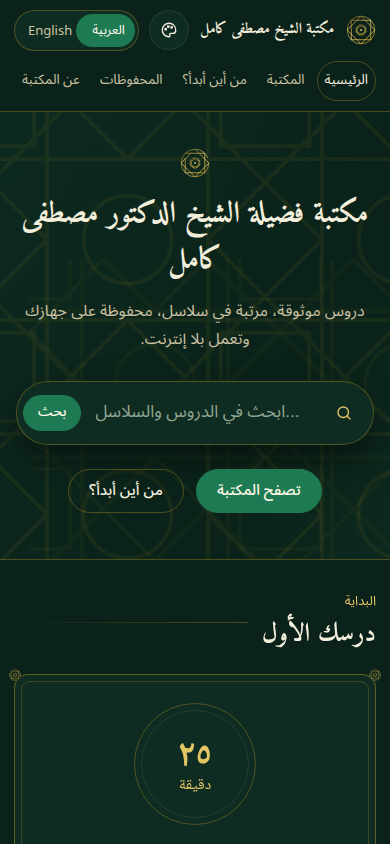 مكتبة الشيخ مصطفى كامل
العربية English
الرئيسية المكتبة من أين أبدأ؟ المحفوظات عن المكتبة
مكتبة فضيلة الشيخ الدكتور مصطفى
كامل
دروس موثوقة، مرتبة في سلاسل، محفوظة على جهازك
وتعمل بلا إنترنت.
ابحث في الدروس والسلاسل... بحث
تصفح المكتبة من أين أبدأ؟
البداية
درسك الأول
٢٥
دقيقة